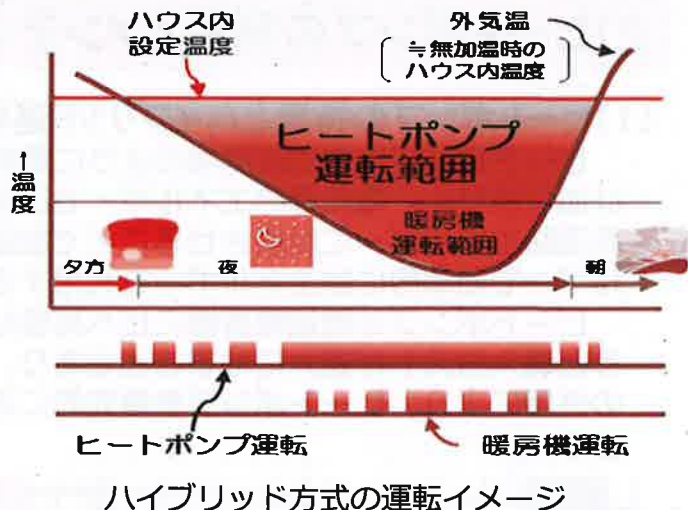 ハウス内
設定温度
外気温
≒無加温時の
ハウス内温度
ヒートポンプ
運転範囲
↑温度
暖房機
運転範囲
夕方
夜
朝
ヒートポンプ運転
暖房機運転
ハイブリッド方式の運転イメージ